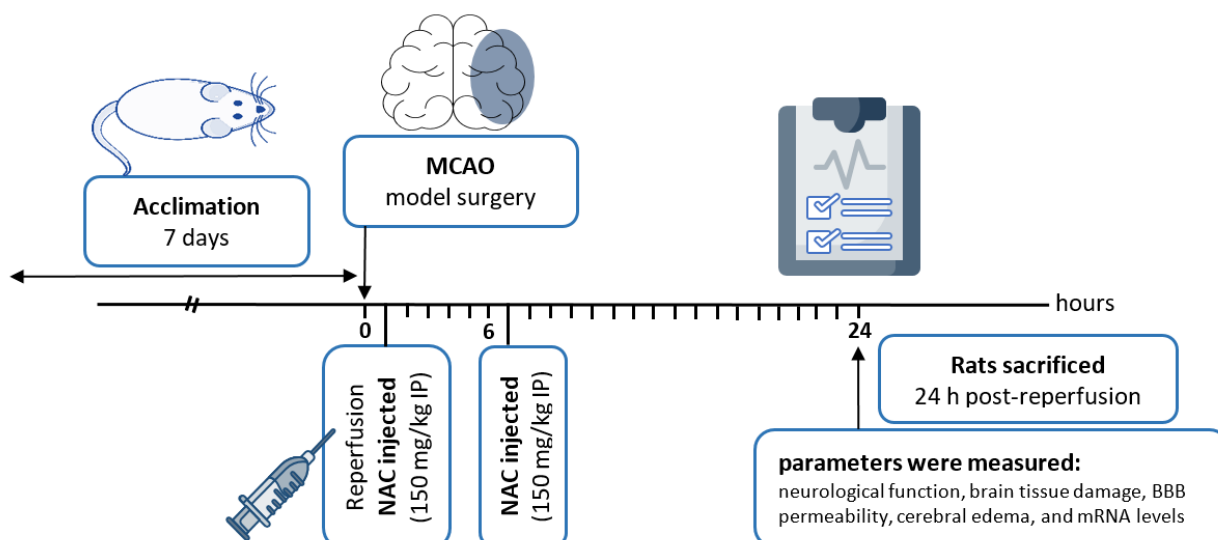 Acclimation
7 days
MCAO
model surgery
hours
0
6
24
Reperfusion
NAC injected
(150 mg/kg IP)
NAC injected
(150 mg/kg IP)
Rats sacrificed
24 h post-reperfusion
parameters were measured:
neurological function, brain tissue damage, BBB
permeability, cerebral edema, and mRNA levels